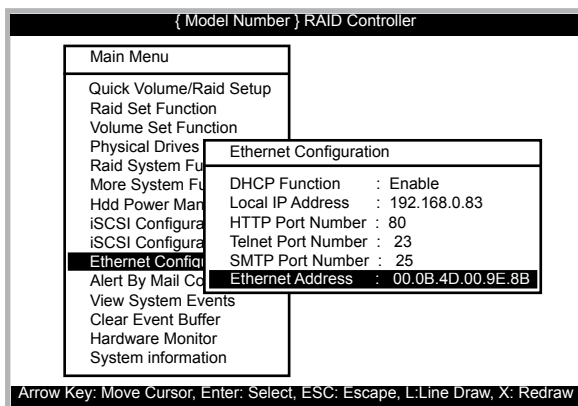 { Model Number } RAID Controller
Main Menu
Quick Volume/Raid Setup
Raid Set Function
Volume Set Function
Physical Drives
Raid System Fu
More System Fu
Hdd Power Man
iSCSI Configura
iSCSI Configura
Ethernet Configu
Alert By Mail Co
View System Events
Clear Event Buffer
Hardware Monitor
System information
Ethernet Configuration
DHCP Function : Enable
Local IP Address : 192.168.0.83
HTTP Port Number : 80
Telnet Port Number : 23
SMTP Port Number : 25
Ethernet Address : 00.0B.4D.00.9E.8B
Arrow Key: Move Cursor, Enter: Select, ESC: Escape, L:Line Draw, X: Redraw